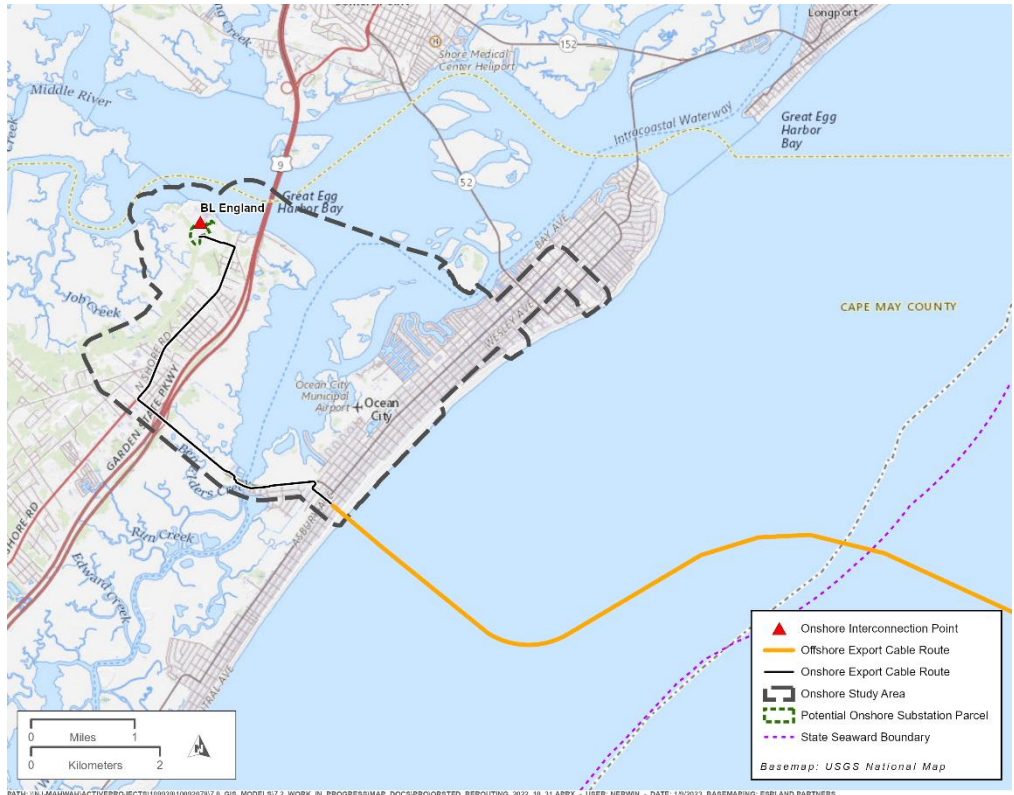 Longport
152
Shore Medical
Center Heliport
Middle River
Creek
Intracoastal Waterway
Great Egg
Harbor
Bay
9
52
BL England
Great Egg
Harbor Bay
BAY AVE
WESLEY AVE
CAPE MAY COUNTY
Job Creek
N SHORE RD
GARDEN STATE PKWY
Ocean City
Municipal
Airport
Ocean
City
SHORE RD
Edward Creek
Onshore Interconnection Point
Offshore Export Cable Route
Onshore Export Cable Route
Onshore Study Area
Potential Onshore Substation Parcel
State Seaward Boundary
Basemap: USGS National Map
0 Miles 1
0 Kilometers 2
N